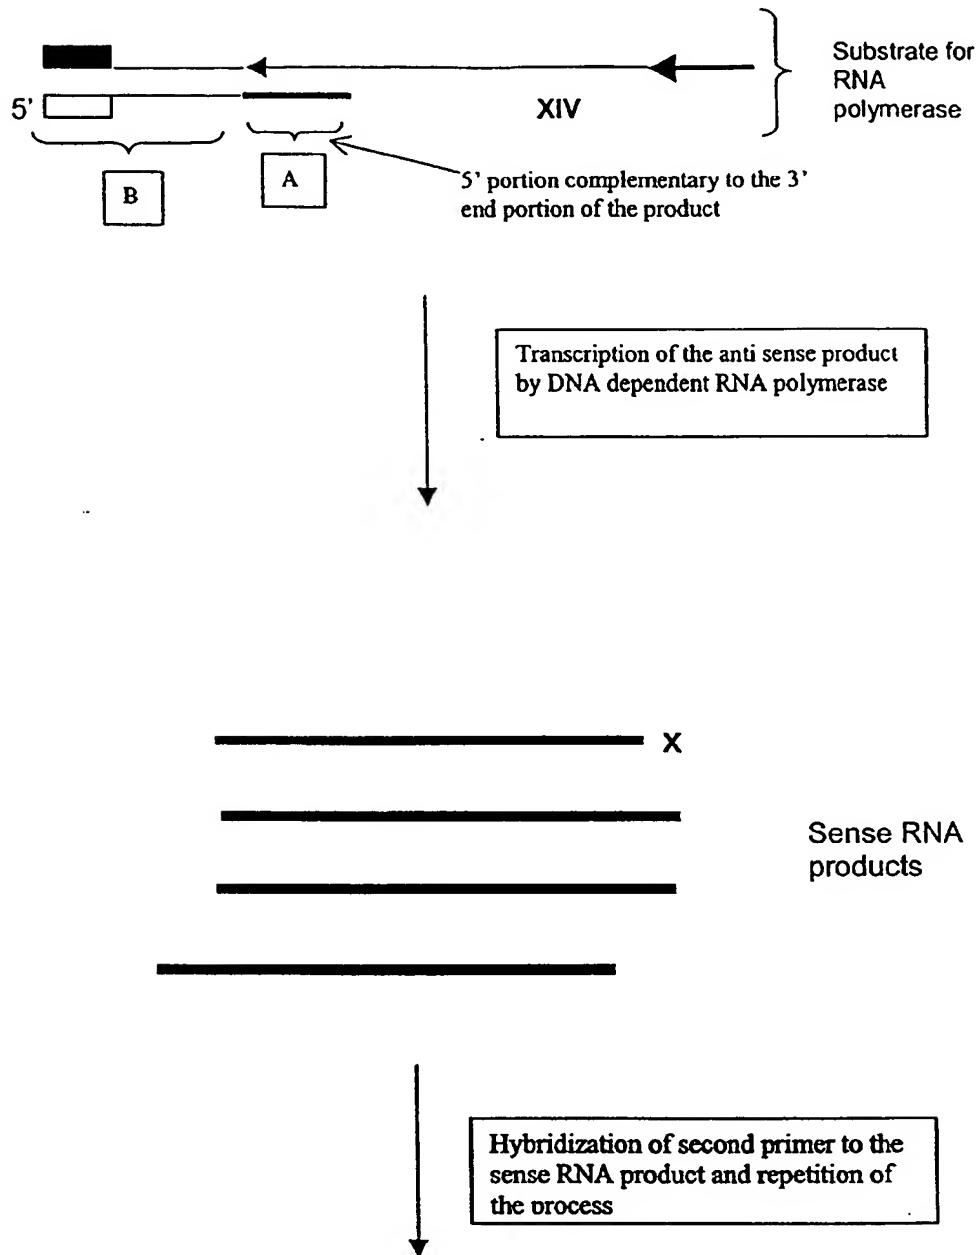 Substrate for
RNA
polymerase
5'
XIV
B
A
5' portion complementary to the 3'
end portion of the product
Transcription of the anti sense product
by DNA dependent RNA polymerase
X
Sense RNA
products
Hybridization of second primer to the
sense RNA product and repetition of
the process